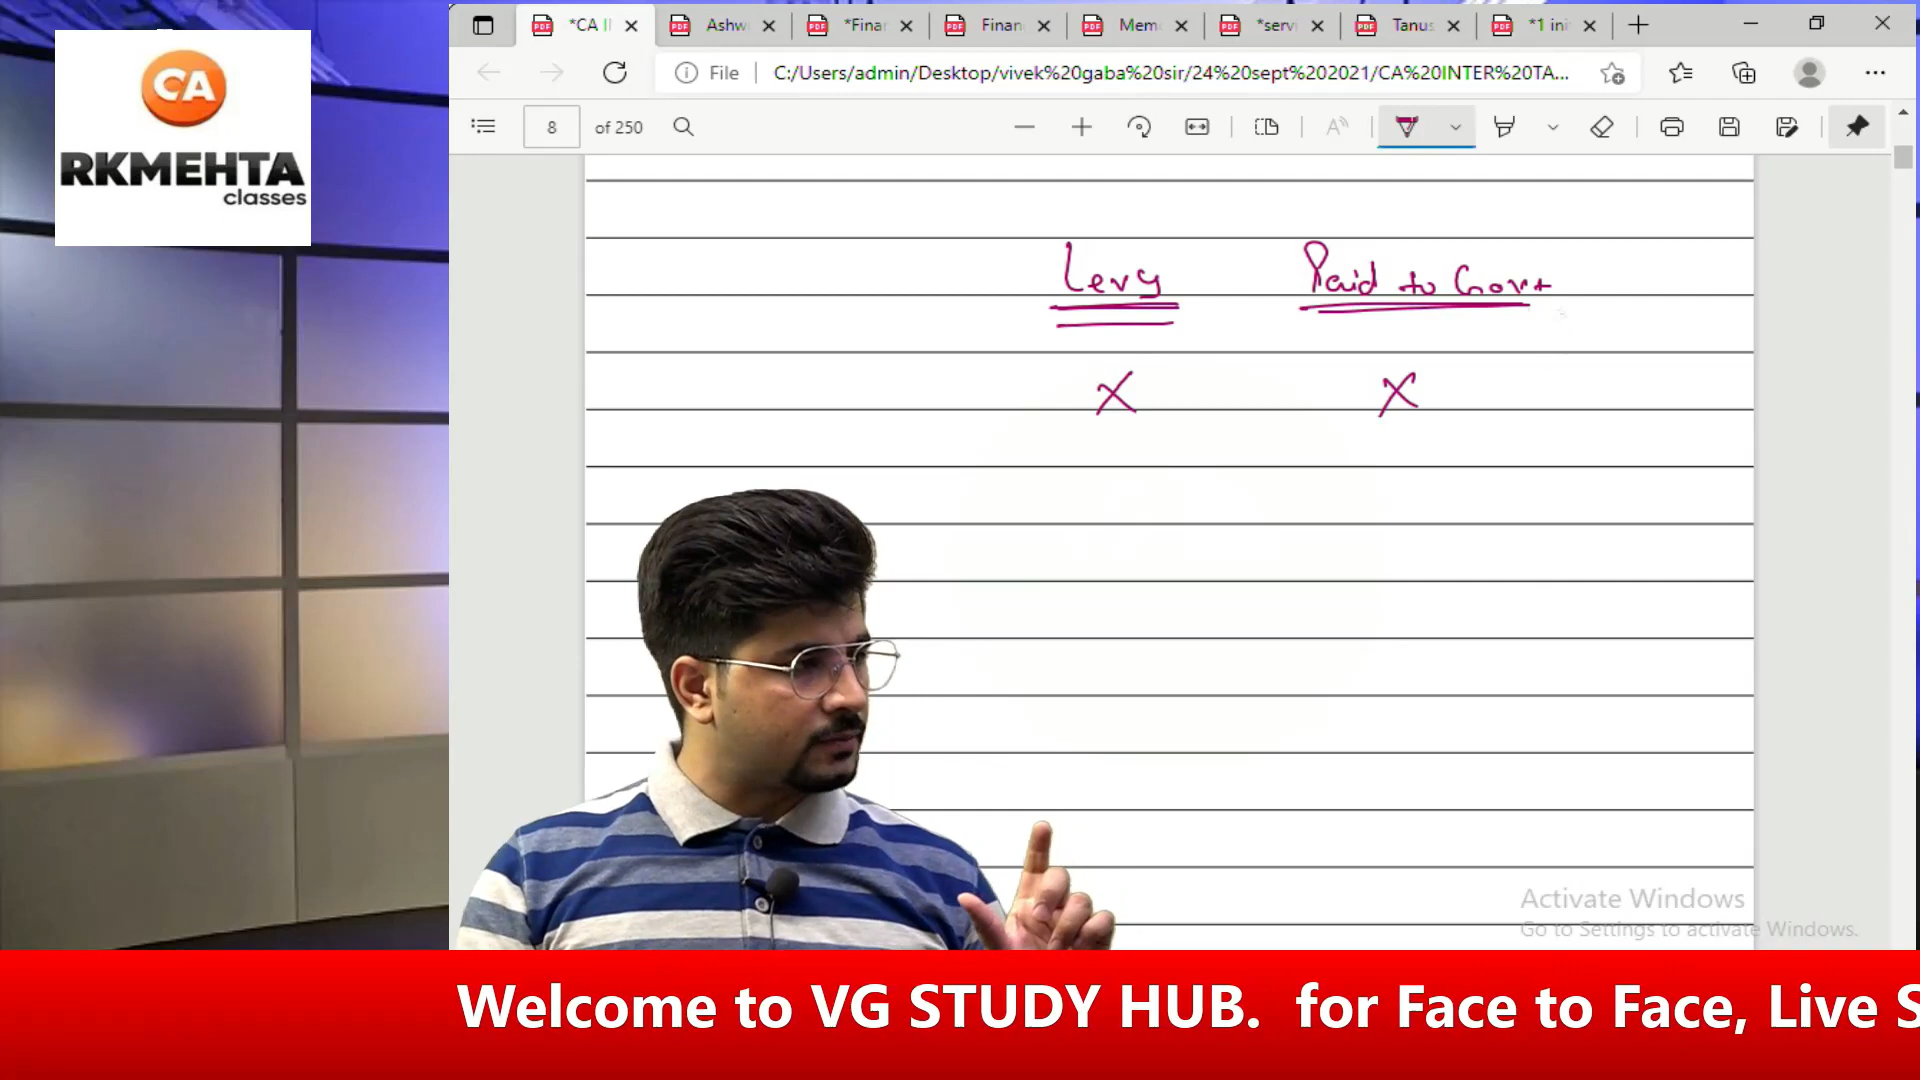 CA
RKMEHTA
classes
*CA II
Ashw
*Finar
Finan
Mem
*servi
Tanus
*1 ini
File
C:/Users/admin/Desktop/vivek%20gaba%20sir/24%20sept%202021/CA%20INTER%20TA...
8 of 250
Levy Paid to Govt
X X
Activate Windows
Go to Settings to activate Windows.
Welcome to VG STUDY HUB. for Face to Face, Live S